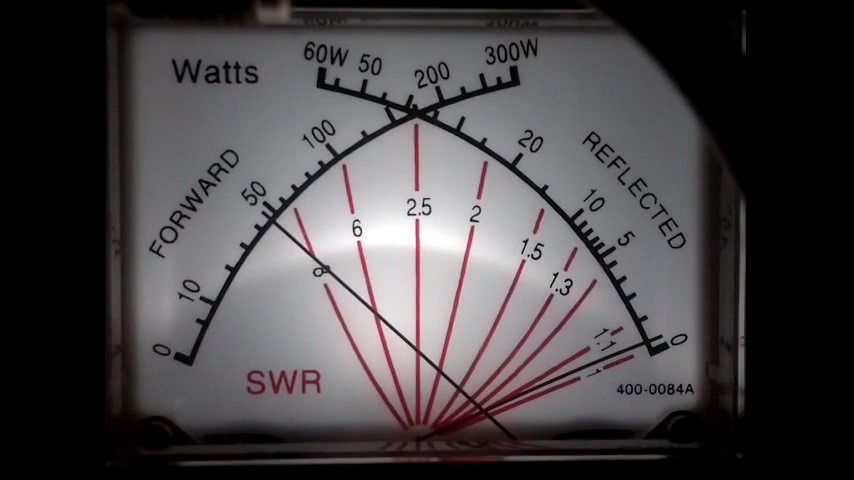 Watts
60W 50 200 300W
FORWARD
0 10 50 100
REFLECTED
20 10 5 0
∞ 6 2.5 2 1.5 1.3 1.1 1
SWR
400-0084A